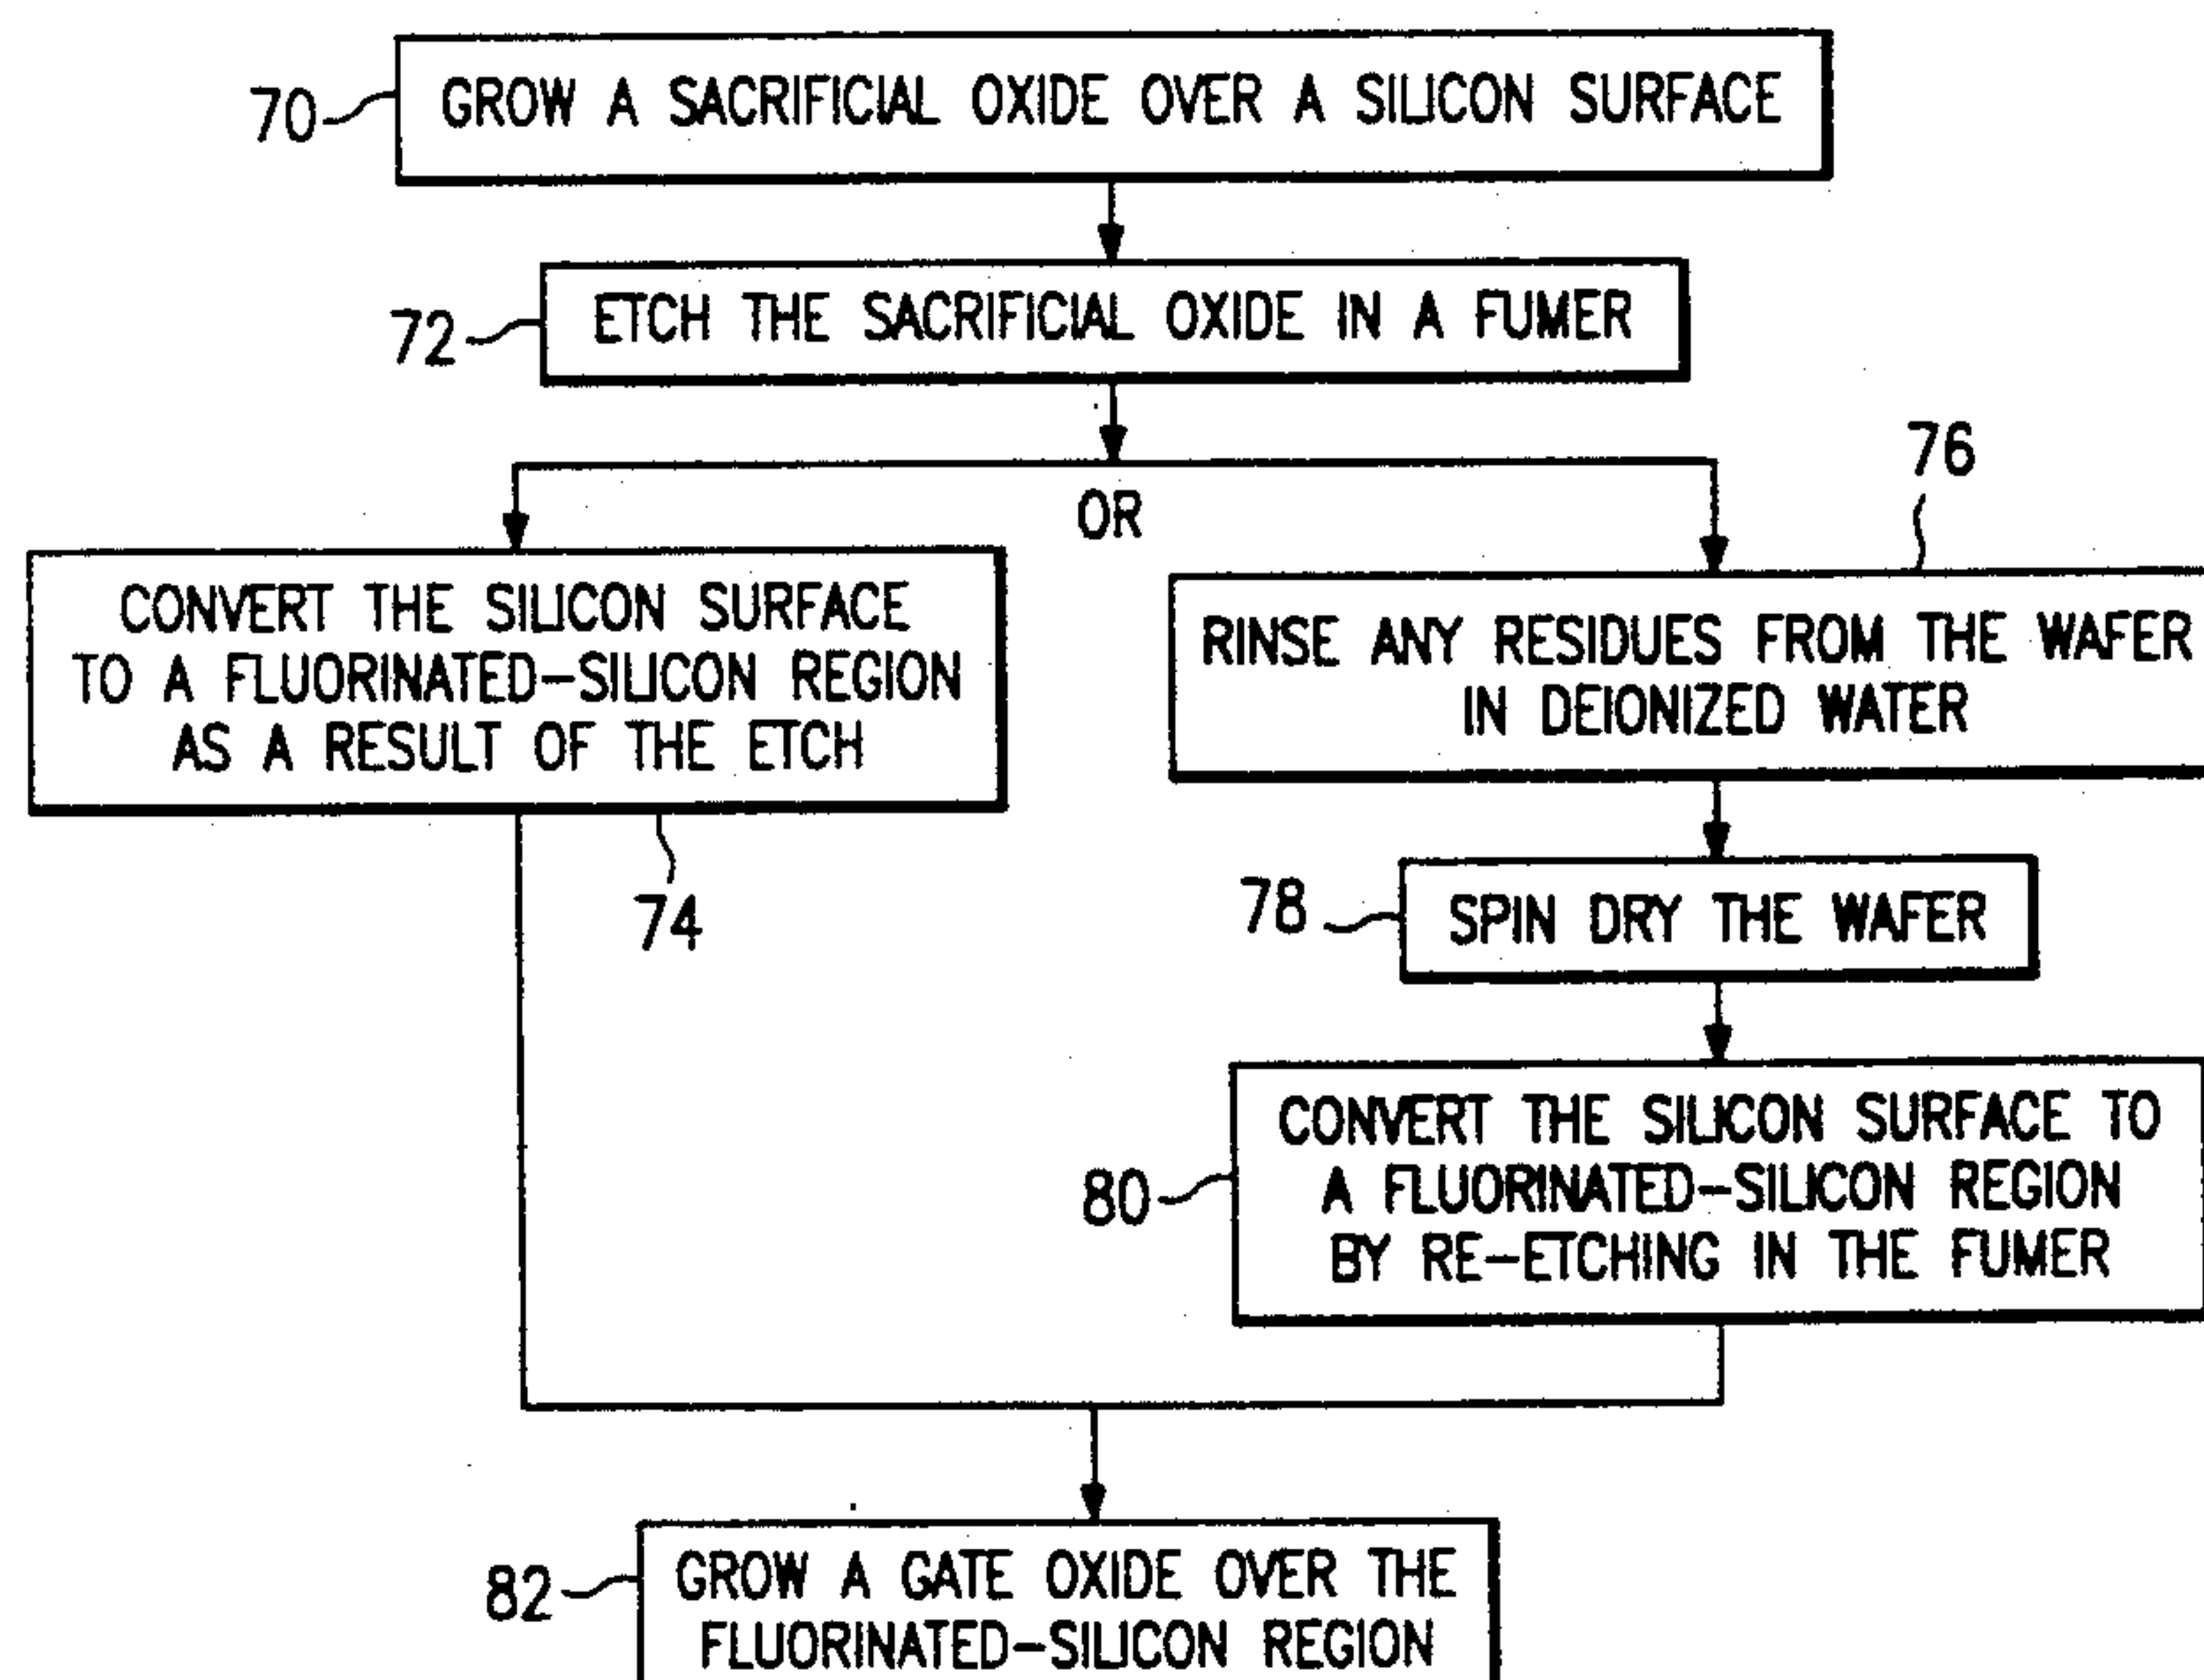 70
GROW A SACRIFICIAL OXIDE OVER A SILICON SURFACE
72
ETCH THE SACRIFICIAL OXIDE IN A FUMER
OR
CONVERT THE SILICON SURFACE
TO A FLUORINATED-SILICON REGION
AS A RESULT OF THE ETCH
74
76
RINSE ANY RESIDUES FROM THE WAFER
IN DEIONIZED WATER
78
SPIN DRY THE WAFER
80
CONVERT THE SILICON SURFACE TO
A FLUORINATED-SILICON REGION
BY RE-ETCHING IN THE FUMER
82
GROW A GATE OXIDE OVER THE
FLUORINATED-SILICON REGION